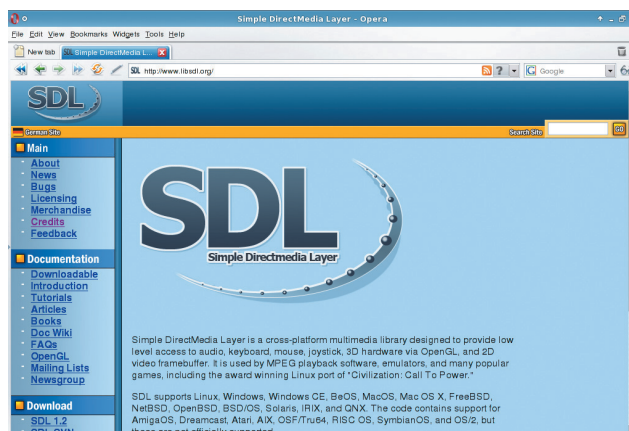 Simple DirectMedia Layer - Opera
File Edit View Bookmarks Widgets Tools Help
New tab SDL Simple DirectMedia L...
SDL http://www.libsdl.org/ ? G Google
SDL
German Site Search Site GO
Main
About
News
Bugs
Licensing
Merchandise
Credits
Feedback
Documentation
Downloadable
Introduction
Tutorials
Articles
Books
Doc Wiki
FAQs
OpenGL
Mailing Lists
Newsgroup
Download
SDL 1.2
SDL
Simple Directmedia Layer
Simple DirectMedia Layer is a cross-platform multimedia library designed to provide low
level access to audio, keyboard, mouse, joystick, 3D hardware via OpenGL, and 2D
video framebuffer. It is used by MPEG playback software, emulators, and many popular
games, including the award winning Linux port of "Civilization: Call To Power."
SDL supports Linux, Windows, Windows CE, BeOS, MacOS, Mac OS X, FreeBSD,
NetBSD, OpenBSD, BSD/OS, Solaris, IRIX, and QNX. The code contains support for
AmigaOS, Dreamcast, Atari, AIX, OSF/Tru64, RISC OS, SymbianOS, and OS/2, but